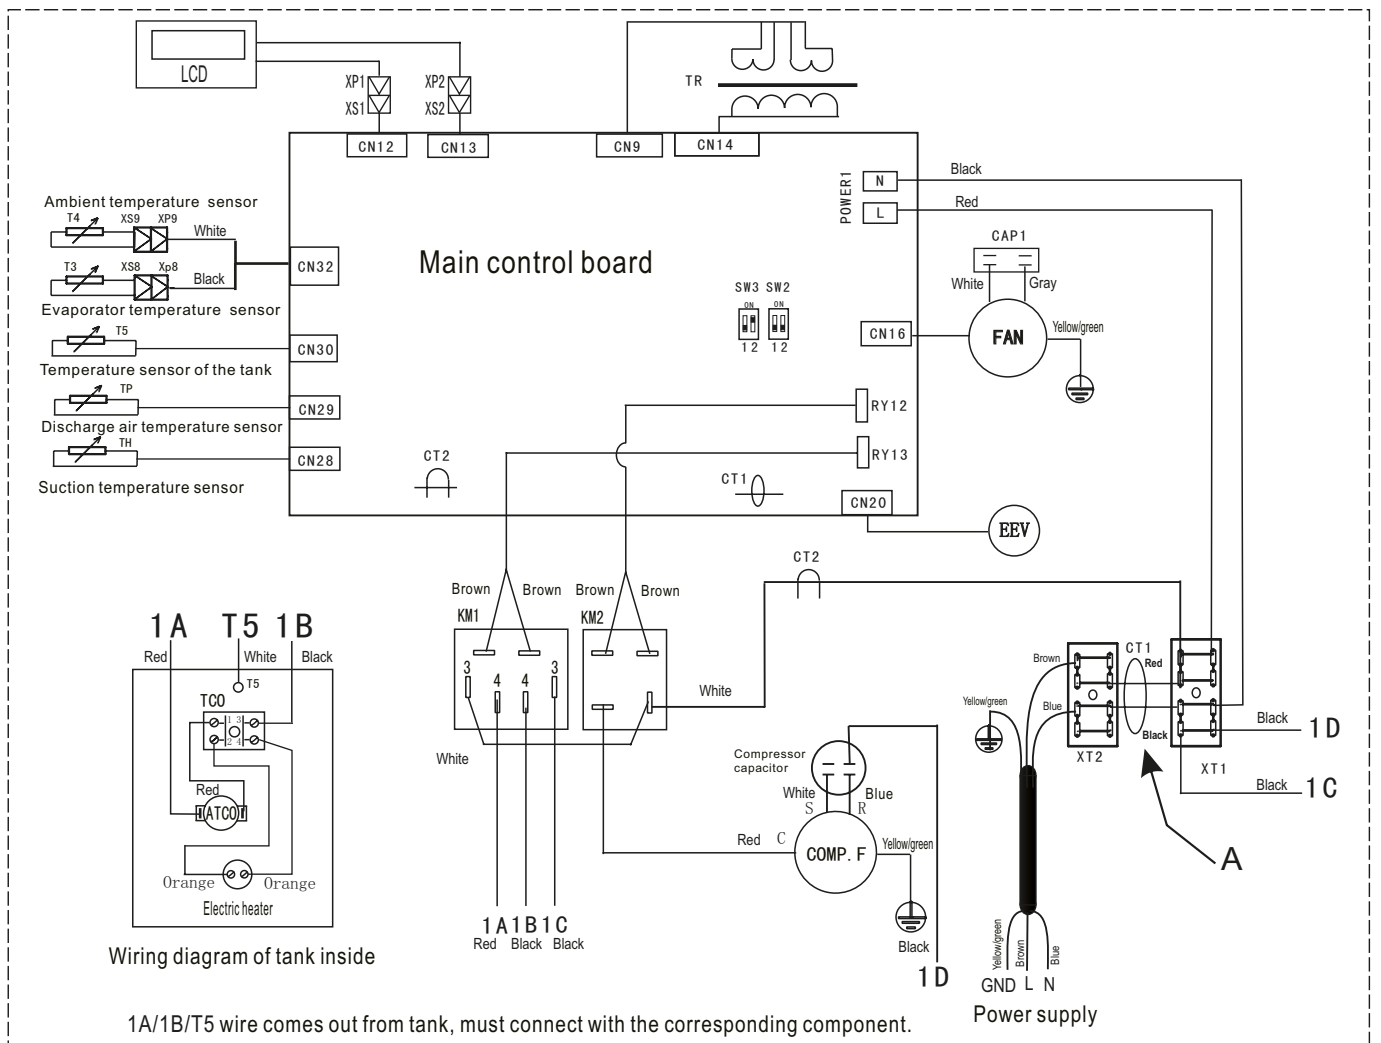 LCD
XP1
XS1
XP2
XS2
TR
CN12
CN13
CN9
CN14
POWER1
N
L
Black
Red
Ambient temperature sensor
T4
XS9
XP9
White
T3
XS8
Xp8
Black
CN32
Evaporator temperature sensor
T5
CN30
Temperature sensor of the tank
TP
CN29
Discharge air temperature sensor
TH
CN28
Suction temperature sensor
Main control board
SW3 SW2
ON
ON
1 2
1 2
CAP1
White
Gray
CN16
FAN
Yellow/green
RY12
RY13
CT2
CT1
CN20
EEV
CT2
Brown
Brown
Brown
Brown
KM1
KM2
3
4
4
3
White
White
1A T5 1B
Red
White
Black
T5
TCO
1 3
2 4
Red
ATCO
Orange
Orange
Electric heater
Wiring diagram of tank inside
1A 1B 1C
Red
Black
Black
Compressor
capacitor
White
Blue
S
R
Red
C
COMP. F
Yellow/green
Black
1D
Brown
Blue
Yellow/green
CT1
Red
Black
XT2
XT1
Black
1D
Black
1C
A
Yellow/green
Brown
Blue
GND L N
Power supply
1A/1B/T5 wire comes out from tank, must connect with the corresponding component.